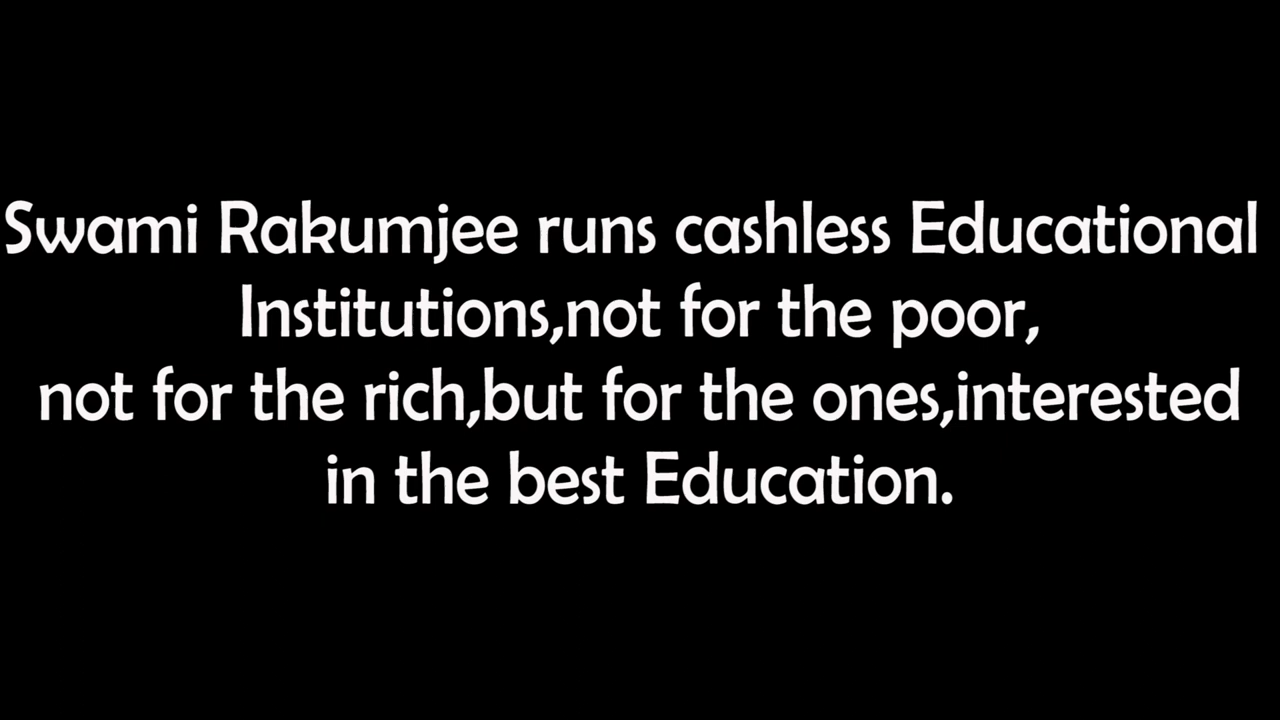 Swami Rakumjee runs cashless Educational
Institutions,not for the poor,
not for the rich,but for the ones,interested
in the best Education.